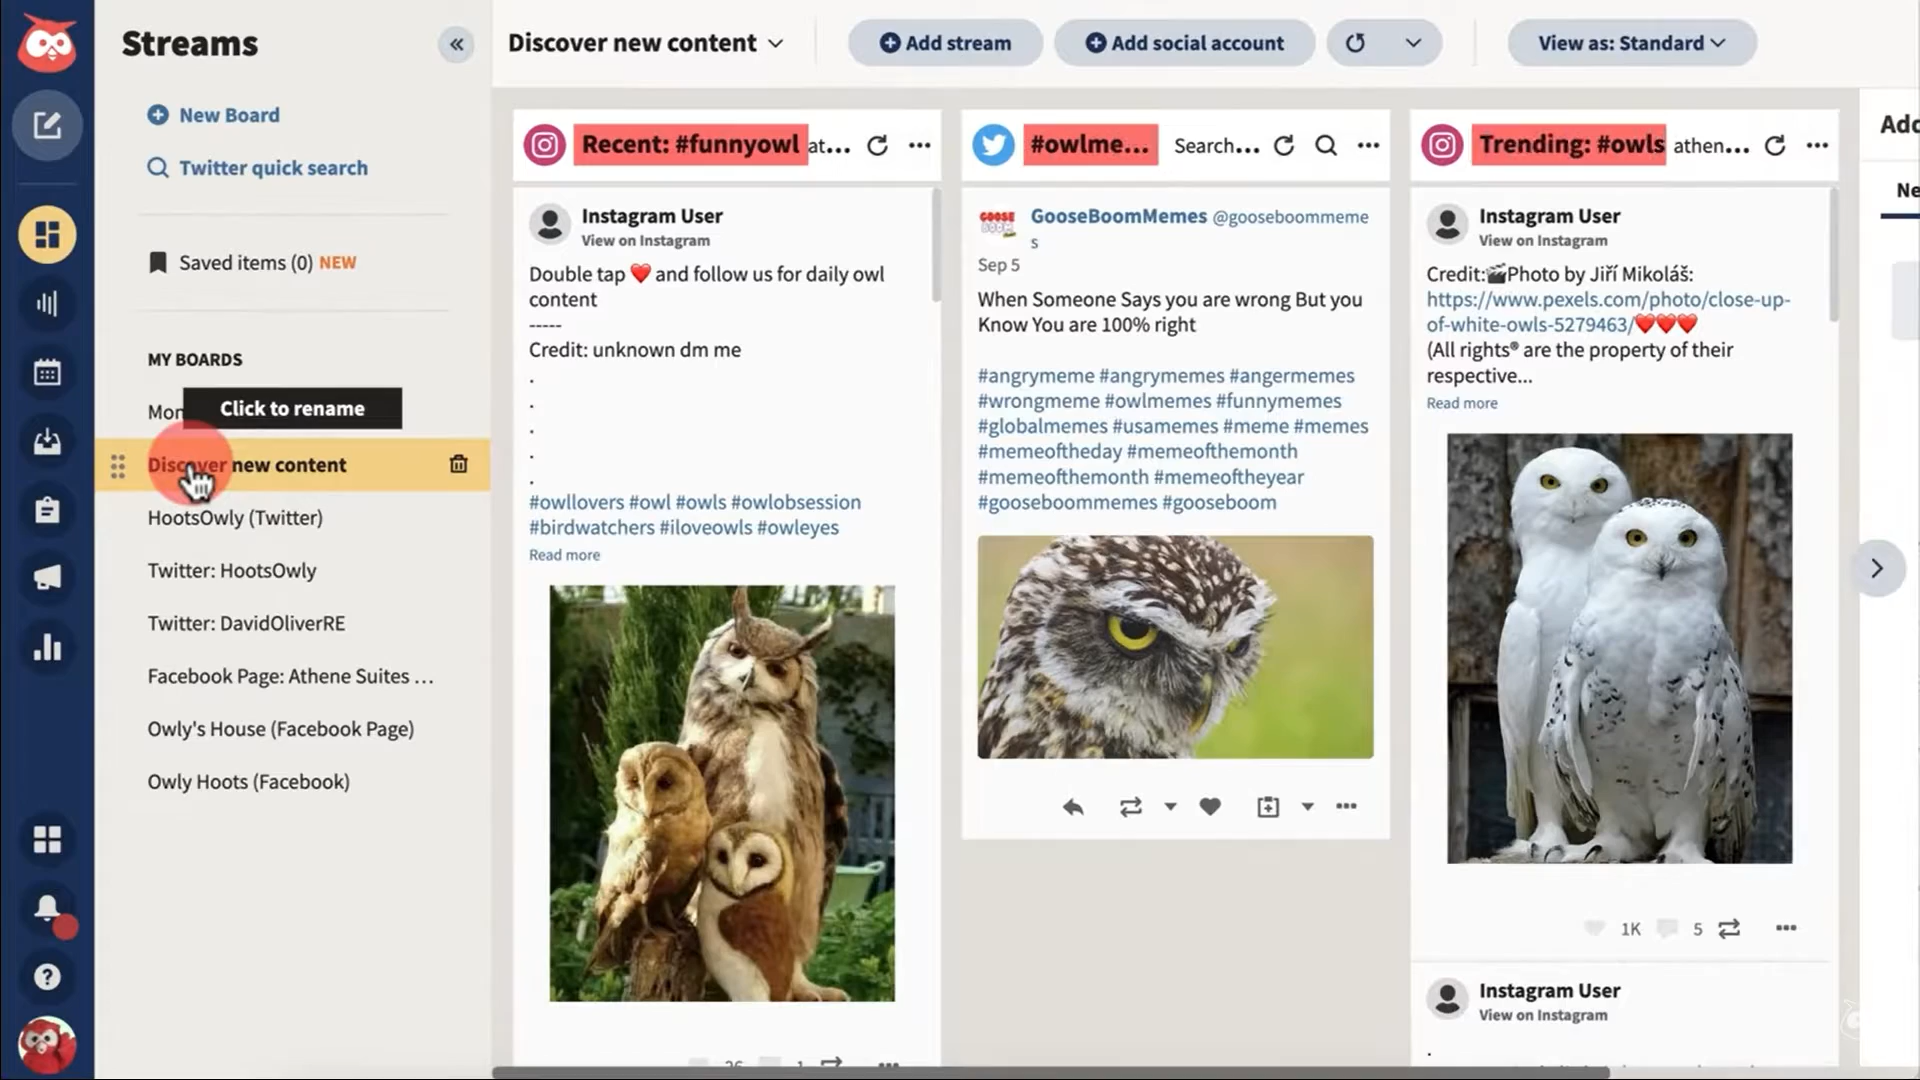 Streams
«
New Board
Twitter quick search
Saved items (0) NEW
MY BOARDS
Mon
Click to rename
Discover new content
HootsOwly (Twitter)
Twitter: HootsOwly
Twitter: DavidOliverRE
Facebook Page: Athene Suites ...
Owly's House (Facebook Page)
Owly Hoots (Facebook)
Discover new content
Add stream
Add social account
View as: Standard
Recent: #funnyowl at...
Instagram User
View on Instagram
Double tap ❤️ and follow us for daily owl
content
-----
Credit: unknown dm me
.
.
.
.
.
#owllovers #owl #owls #owlobsession
#birdwatchers #iloveowls #owleyes
Read more
#owlme... Search...
GOOSE
GooseBoomMemes @gooseboommeme
s
Sep 5
When Someone Says you are wrong But you
Know You are 100% right
#angrymeme #angrymemes #angermemes
#wrongmeme #owlmemes #funnymemes
#globalmemes #usamemes #meme #memes
#memeoftheday #memeofthemonth
#memeofthemonth #memeoftheyear
#gooseboommemes #gooseboom
Trending: #owls athen...
Instagram User
View on Instagram
Credit:🎬Photo by Jiří Mikoláš:
https://www.pexels.com/photo/close-up-
of-white-owls-5279463/❤️❤️❤️
(All rights® are the property of their
respective...
Read more
1K 5
Instagram User
View on Instagram
.
Add
Ne